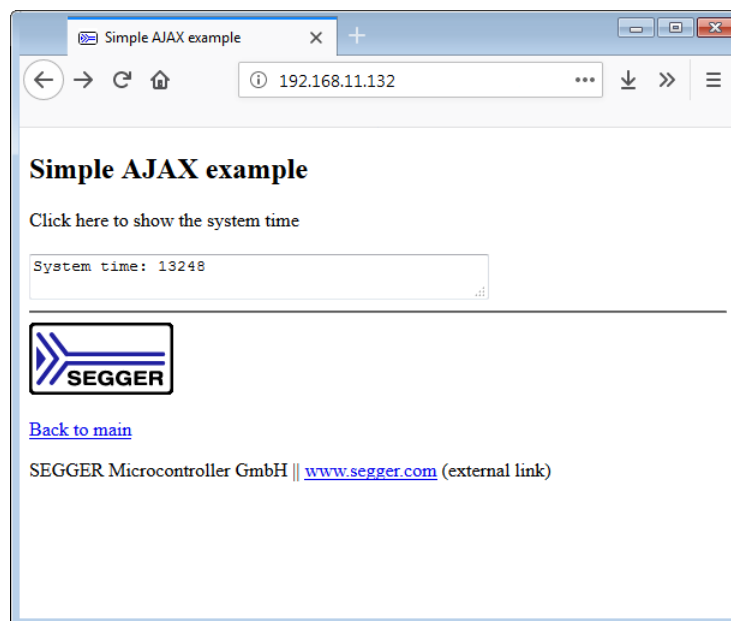 Simple AJAX example
192.168.11.132
Simple AJAX example
Click here to show the system time
System time: 13248
SEGGER
Back to main
SEGGER Microcontroller GmbH || www.segger.com (external link)